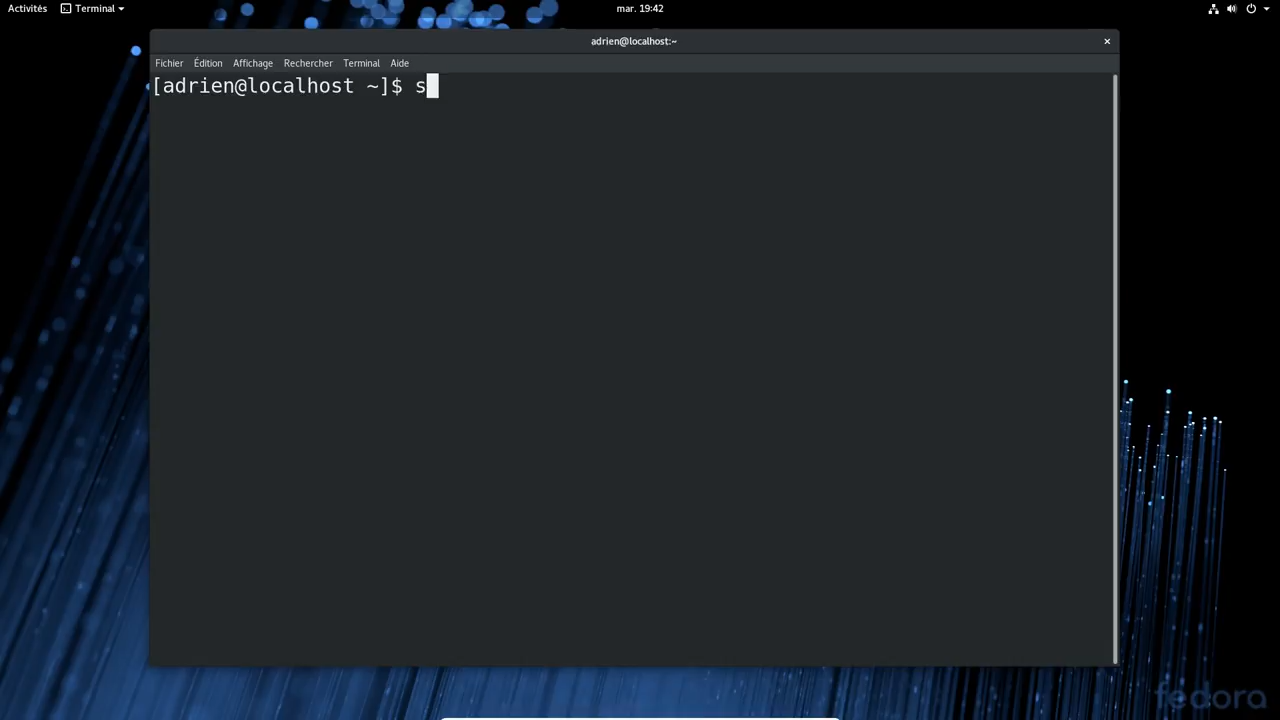 Activités Terminal mar. 19:42
adrien@localhost:~
Fichier Édition Affichage Rechercher Terminal Aide
[adrien@localhost ~]$ s
fedora